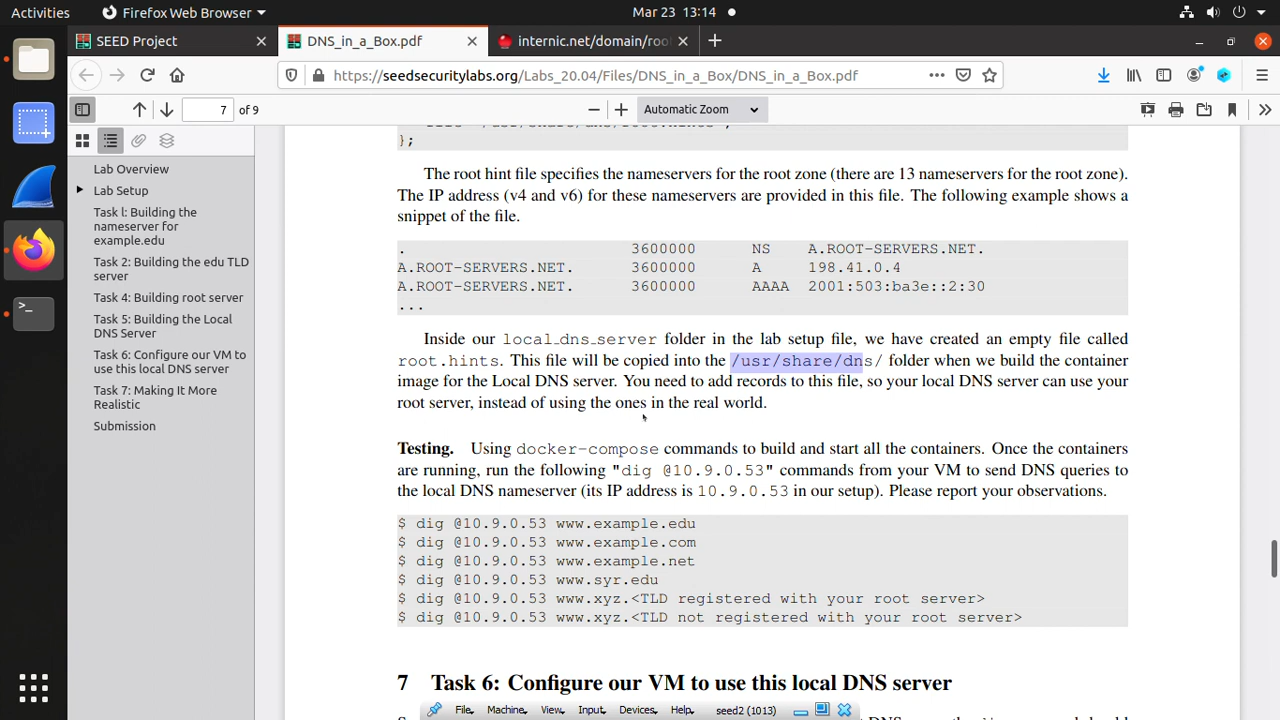 Activities
Firefox Web Browser
Mar 23 13:14
SEED Project
DNS_in_a_Box.pdf
internic.net/domain/roo
https://seedsecuritylabs.org/Labs_20.04/Files/DNS_in_a_Box/DNS_in_a_Box.pdf
7 of 9
Automatic Zoom
Lab Overview
Lab Setup
Task l: Building the
nameserver for
example.edu
Task 2: Building the edu TLD
server
Task 4: Building root server
Task 5: Building the Local
DNS Server
Task 6: Configure our VM to
use this local DNS server
Task 7: Making It More
Realistic
Submission
};
The root hint file specifies the nameservers for the root zone (there are 13 nameservers for the root zone).
The IP address (v4 and v6) for these nameservers are provided in this file. The following example shows a
snippet of the file.
. 3600000 NS A.ROOT-SERVERS.NET.
A.ROOT-SERVERS.NET. 3600000 A 198.41.0.4
A.ROOT-SERVERS.NET. 3600000 AAAA 2001:503:ba3e::2:30
...
Inside our local_dns_server folder in the lab setup file, we have created an empty file called
root.hints. This file will be copied into the /usr/share/dns/ folder when we build the container
image for the Local DNS server. You need to add records to this file, so your local DNS server can use your
root server, instead of using the ones in the real world.
Testing. Using docker-compose commands to build and start all the containers. Once the containers
are running, run the following "dig @10.9.0.53" commands from your VM to send DNS queries to
the local DNS nameserver (its IP address is 10.9.0.53 in our setup). Please report your observations.
$ dig @10.9.0.53 www.example.edu
$ dig @10.9.0.53 www.example.com
$ dig @10.9.0.53 www.example.net
$ dig @10.9.0.53 www.syr.edu
$ dig @10.9.0.53 www.xyz.<TLD registered with your root server>
$ dig @10.9.0.53 www.xyz.<TLD not registered with your root server>
7 Task 6: Configure our VM to use this local DNS server
File Machine View Input Devices Help seed2 (1013)